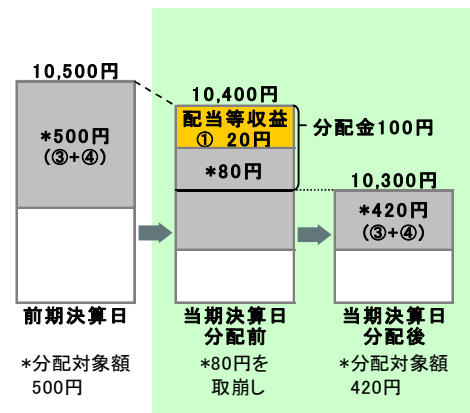 10,500円
*500円
(③+④)
前期決算日
*分配対象額
500円
10,400円
配当等収益
① 20円
*80円
分配金100円
当期決算日
分配前
*80円を
取崩し
10,300円
*420円
(③+④)
当期決算日
分配後
*分配対象額
420円